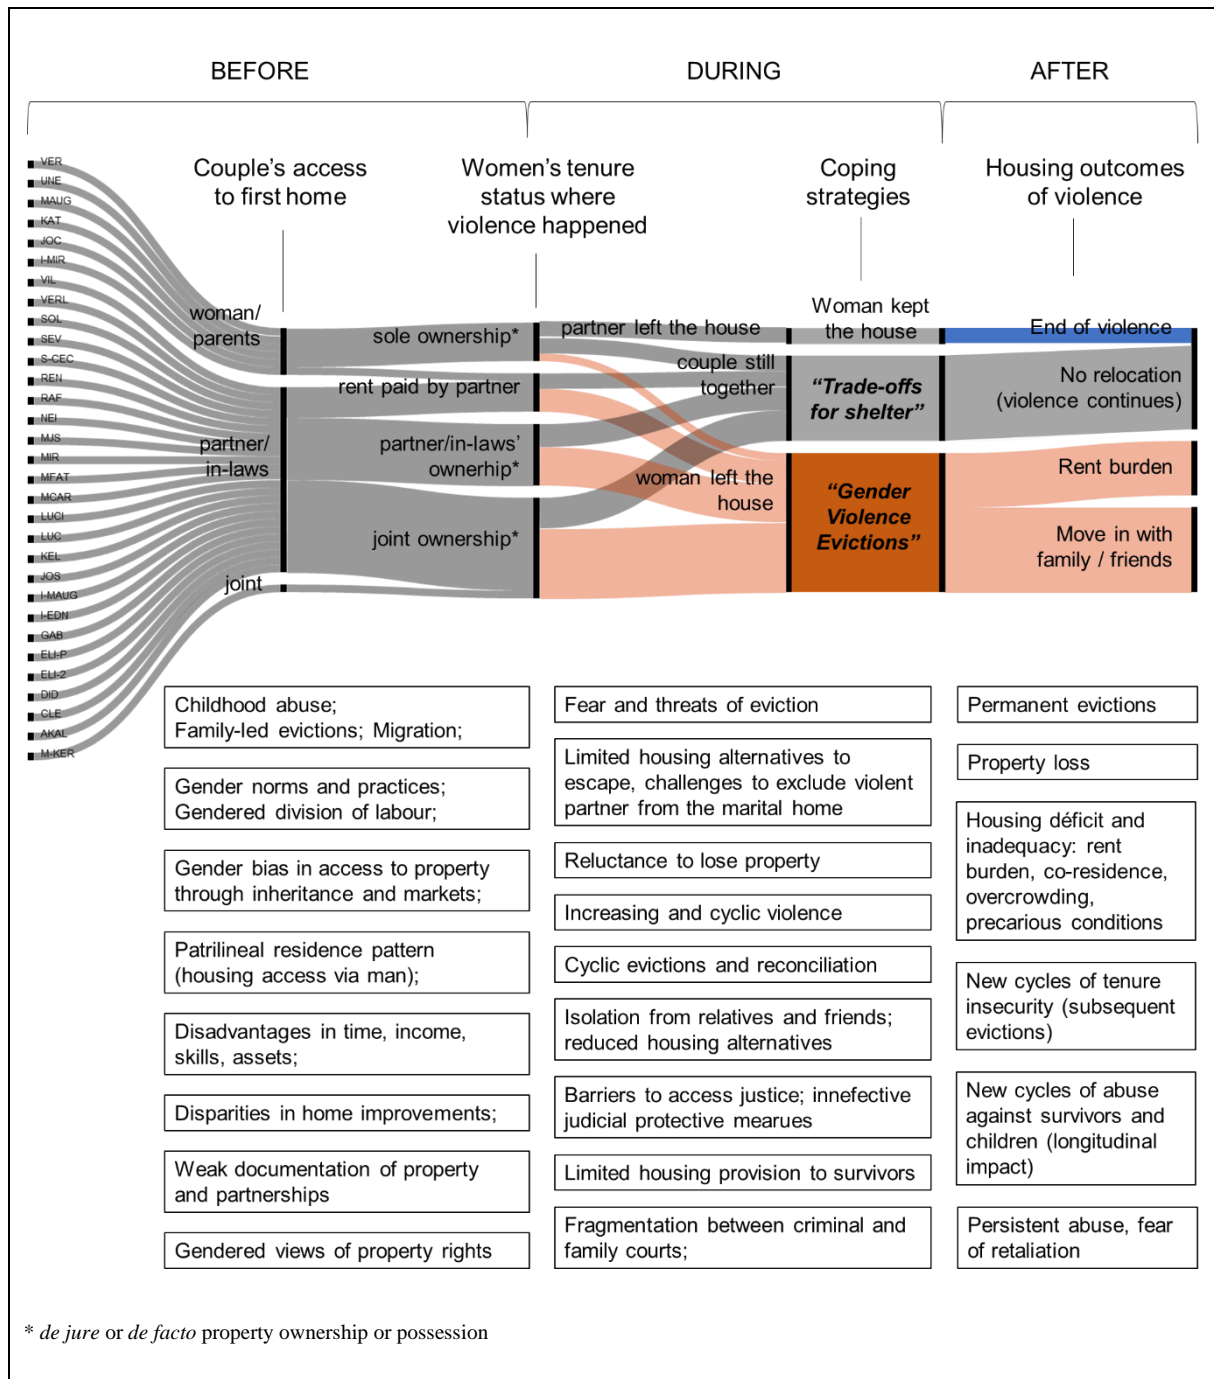 BEFORE
DURING
AFTER
Couple's access
to first home
Women's tenure
status where
violence happened
Coping
strategies
Housing outcomes
of violence
VER
UNE
MAUG
KAT
JOC
I-MIR
VIL
VERL
SOL
SEV
S-CEC
REN
RAF
NEI
MJS
MIR
MFAT
MCAR
LUCI
LUC
KEL
JOS
I-MAUG
I-EDN
GAB
ELI-P
ELI-2
DID
CLE
AKAL
M-KER
woman/
parents
partner/
in-laws
joint
sole ownership*
rent paid by partner
partner/in-laws'
ownerhip*
joint ownership*
partner left the house
couple still
together
woman left the
house
Woman kept
the house
“Trade-offs
for shelter”
“Gender
Violence
Evictions”
End of violence
No relocation
(violence continues)
Rent burden
Move in with
family / friends
Childhood abuse;
Family-led evictions; Migration;
Gender norms and practices;
Gendered division of labour;
Gender bias in access to property
through inheritance and markets;
Patrilineal residence pattern
(housing access via man);
Disadvantages in time, income,
skills, assets;
Disparities in home improvements;
Weak documentation of property
and partnerships
Gendered views of property rights
Fear and threats of eviction
Limited housing alternatives to
escape, challenges to exclude violent
partner from the marital home
Reluctance to lose property
Increasing and cyclic violence
Cyclic evictions and reconciliation
Isolation from relatives and friends;
reduced housing alternatives
Barriers to access justice; innefective
judicial protective mearues
Limited housing provision to survivors
Fragmentation between criminal and
family courts;
Permanent evictions
Property loss
Housing déficit and
inadequacy: rent
burden, co-residence,
overcrowding,
precarious conditions
New cycles of tenure
insecurity (subsequent
evictions)
New cycles of abuse
against survivors and
children (longitudinal
impact)
Persistent abuse, fear
of retaliation
* de jure or de facto property ownership or possession